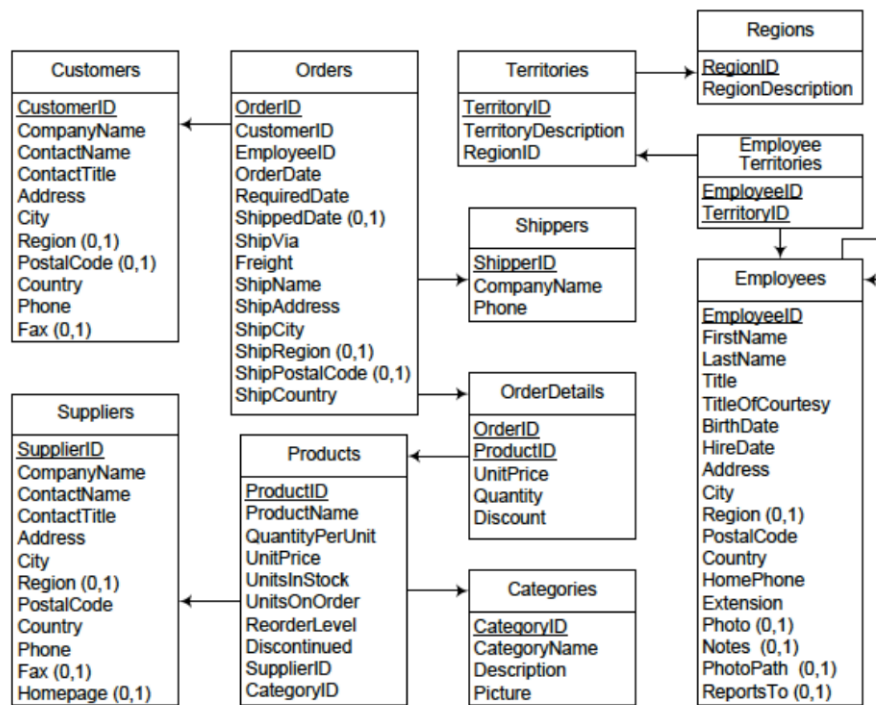 Customers
CustomerID
CompanyName
ContactName
ContactTitle
Address
City
Region (0,1)
PostalCode (0,1)
Country
Phone
Fax (0,1)
Orders
OrderID
CustomerID
EmployeeID
OrderDate
RequiredDate
ShippedDate (0,1)
ShipVia
Freight
ShipName
ShipAddress
ShipCity
ShipRegion (0,1)
ShipPostalCode (0,1)
ShipCountry
Territories
TerritoryID
TerritoryDescription
RegionID
Regions
RegionID
RegionDescription
Employee
Territories
EmployeeID
TerritoryID
Shippers
ShipperID
CompanyName
Phone
Employees
EmployeeID
FirstName
LastName
Title
TitleOfCourtesy
BirthDate
HireDate
Address
City
Region (0,1)
PostalCode
Country
HomePhone
Extension
Photo (0,1)
Notes (0,1)
PhotoPath (0,1)
ReportsTo (0,1)
Suppliers
SupplierID
CompanyName
ContactName
ContactTitle
Address
City
Region (0,1)
PostalCode
Country
Phone
Fax (0,1)
Homepage (0,1)
Products
ProductID
ProductName
QuantityPerUnit
UnitPrice
UnitsInStock
UnitsOnOrder
ReorderLevel
Discontinued
SupplierID
CategoryID
OrderDetails
OrderID
ProductID
UnitPrice
Quantity
Discount
Categories
CategoryID
CategoryName
Description
Picture